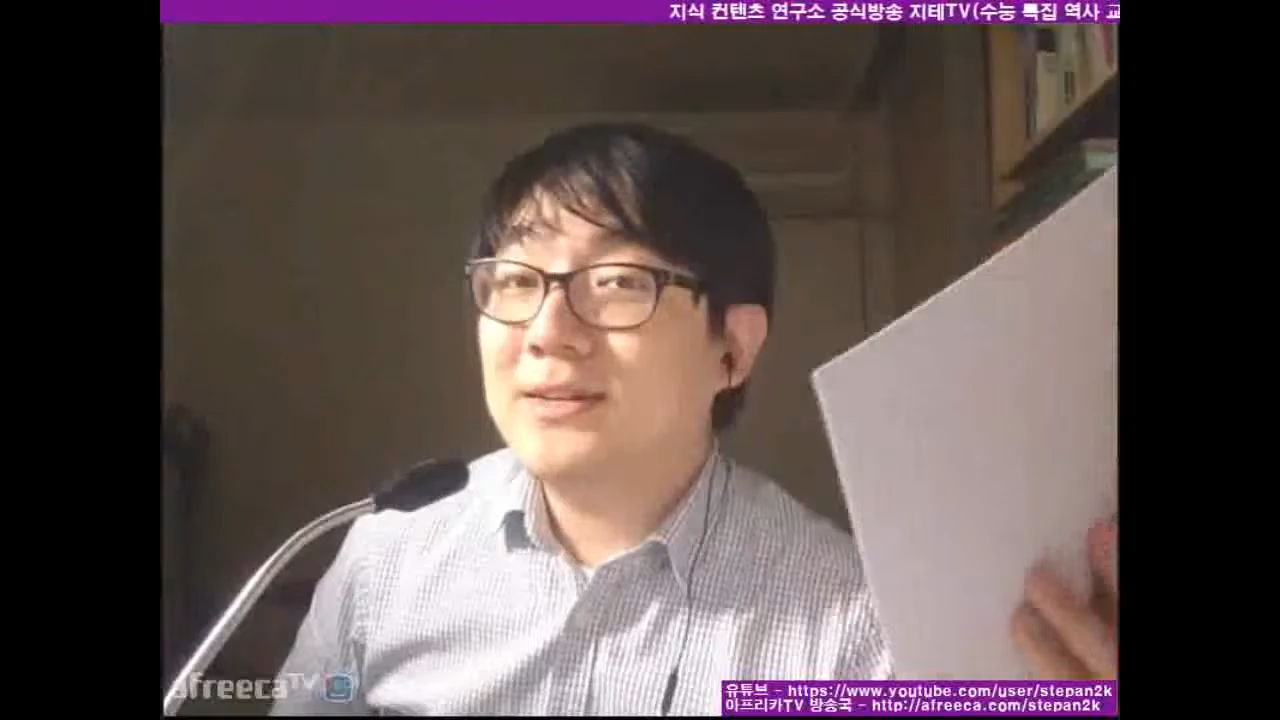 지식 컨텐츠 연구소 공식방송 지테TV(수능 특집 역사 교
afreecaTV
유튜브 - https://www.youtube.com/user/stepan2k
아프리카TV 방송국 - http://afreeca.com/stepan2k